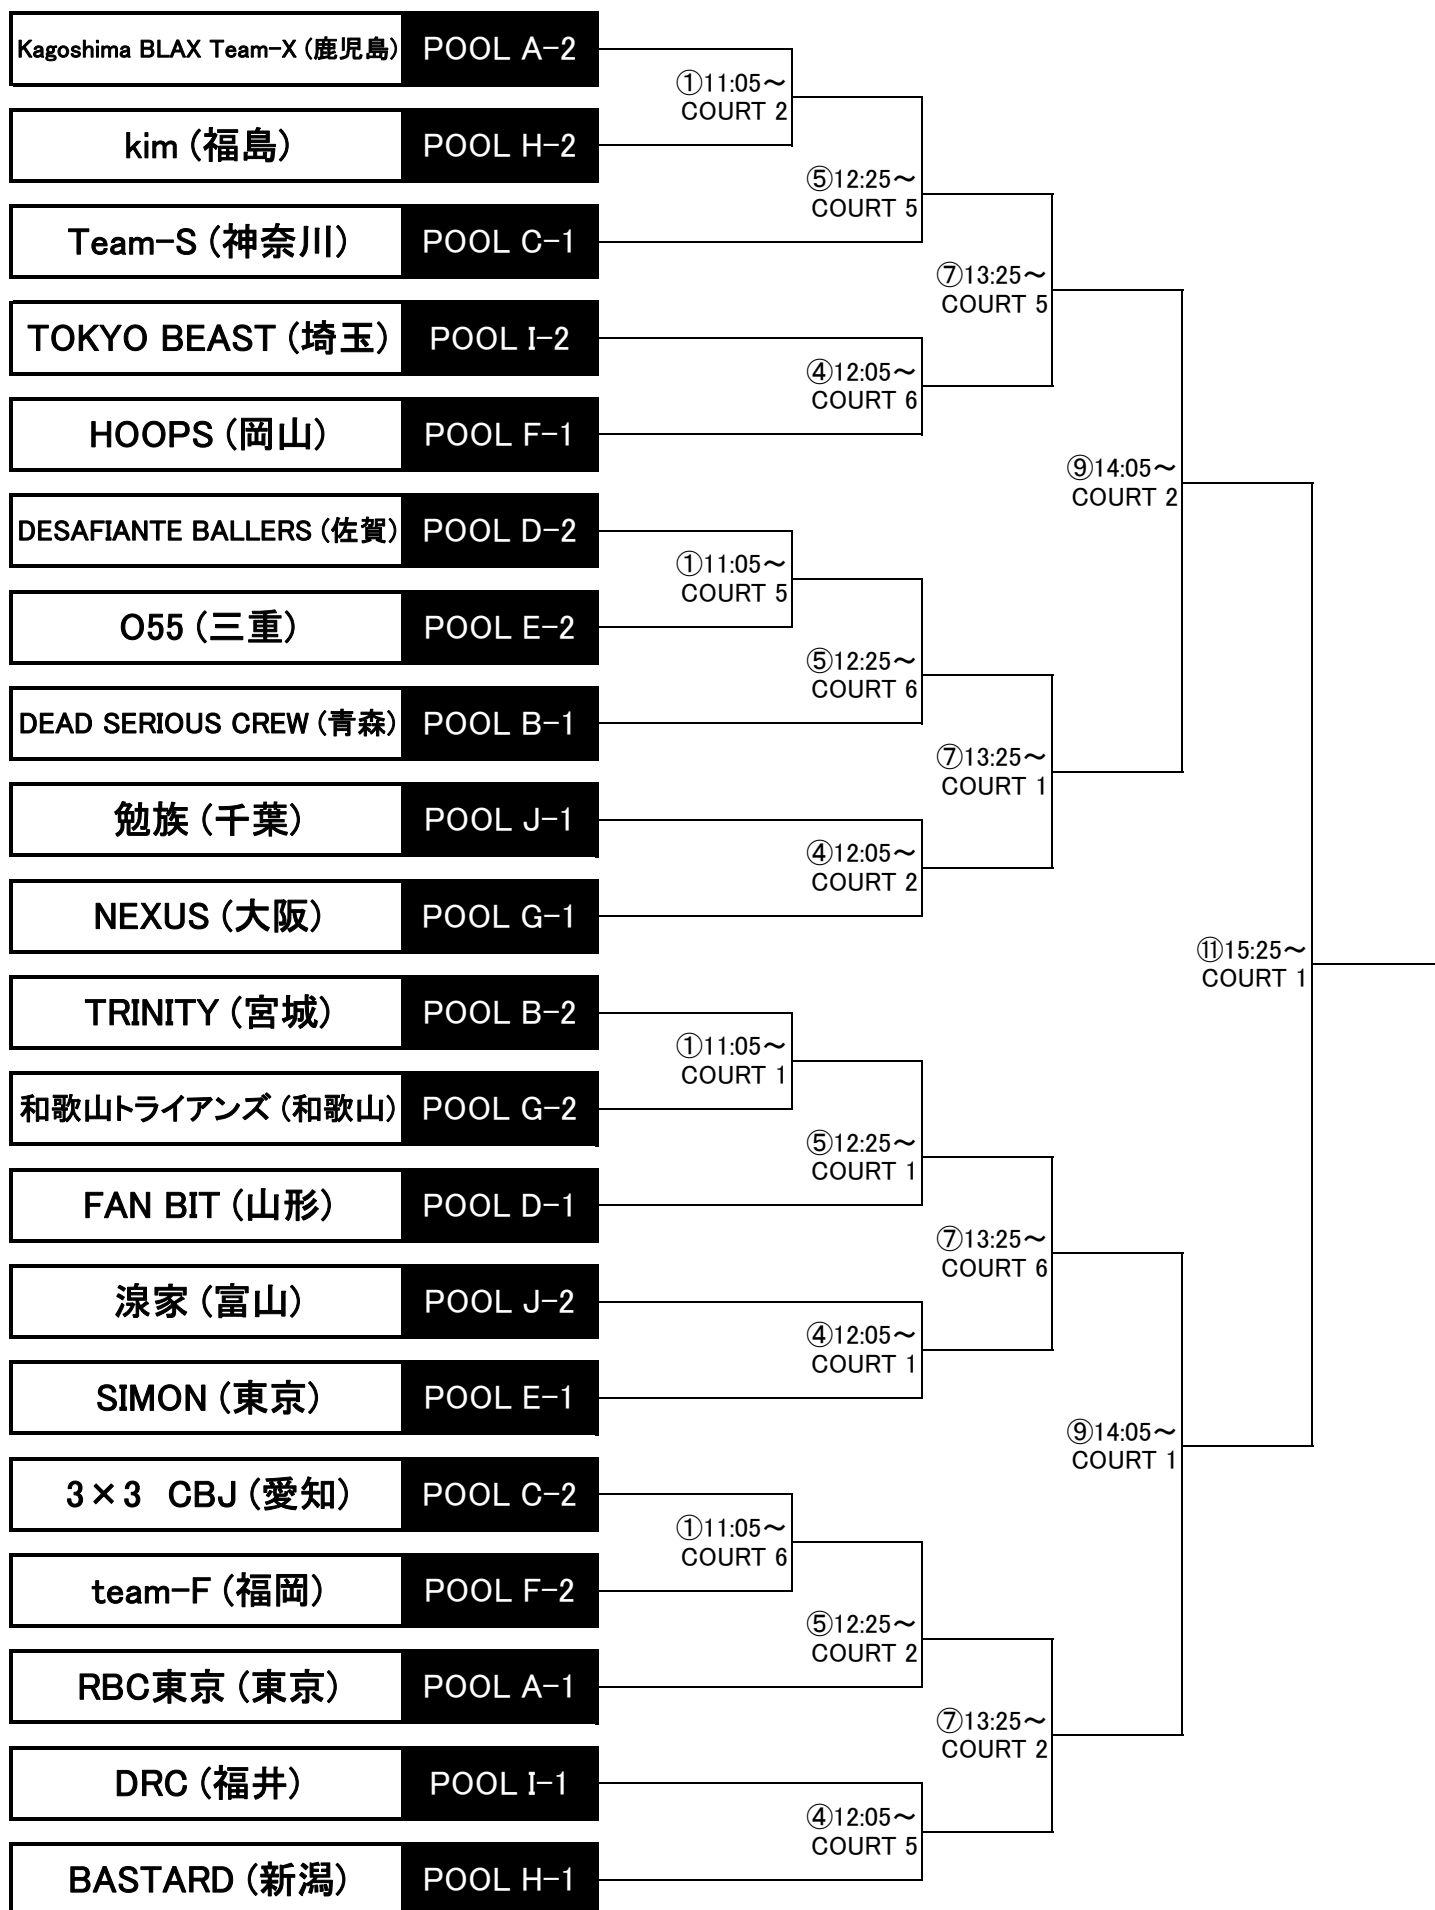 Kagoshima BLAX Team-X (鹿児島) POOL A-2
①11:05～
COURT 2
kim (福島) POOL H-2
⑤12:25～
COURT 5
Team-S (神奈川) POOL C-1
⑦13:25～
COURT 5
TOKYO BEAST (埼玉) POOL I-2
④12:05～
COURT 6
HOOPS (岡山) POOL F-1
⑨14:05～
COURT 2
DESAFIANTE BALLERS (佐賀) POOL D-2
①11:05～
COURT 5
O55 (三重) POOL E-2
⑤12:25～
COURT 6
DEAD SERIOUS CREW (青森) POOL B-1
⑦13:25～
COURT 1
勉族 (千葉) POOL J-1
④12:05～
COURT 2
NEXUS (大阪) POOL G-1
⑪15:25～
COURT 1
TRINITY (宮城) POOL B-2
①11:05～
COURT 1
和歌山トライアンズ (和歌山) POOL G-2
⑤12:25～
COURT 1
FAN BIT (山形) POOL D-1
⑦13:25～
COURT 6
湶家 (富山) POOL J-2
④12:05～
COURT 1
SIMON (東京) POOL E-1
⑨14:05～
COURT 1
3×3　CBJ (愛知) POOL C-2
①11:05～
COURT 6
team-F (福岡) POOL F-2
⑤12:25～
COURT 2
RBC東京 (東京) POOL A-1
⑦13:25～
COURT 2
DRC (福井) POOL I-1
④12:05～
COURT 5
BASTARD (新潟) POOL H-1